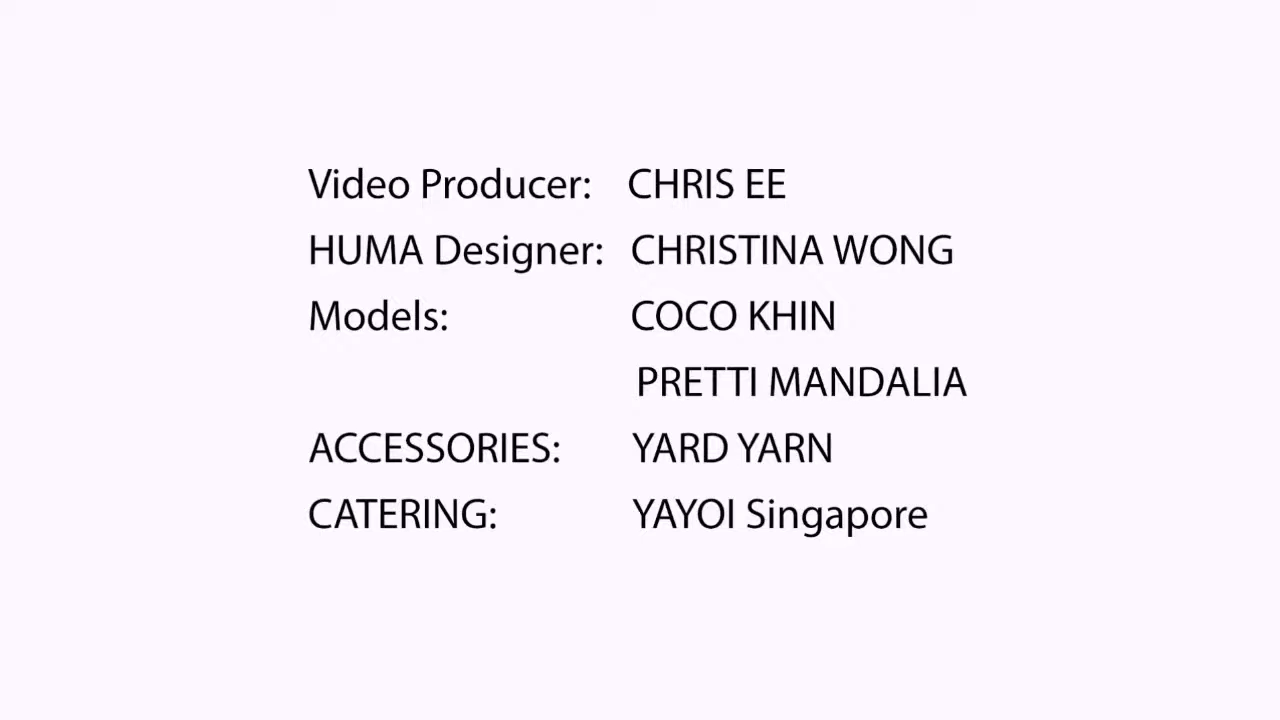 Video Producer: CHRIS EE
HUMA Designer: CHRISTINA WONG
Models: COCO KHIN
PRETTI MANDALIA
ACCESSORIES: YARD YARN
CATERING: YAYOI Singapore